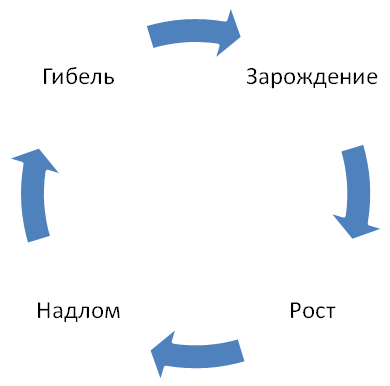 Гибель
Зарождение
Надлом
Рост